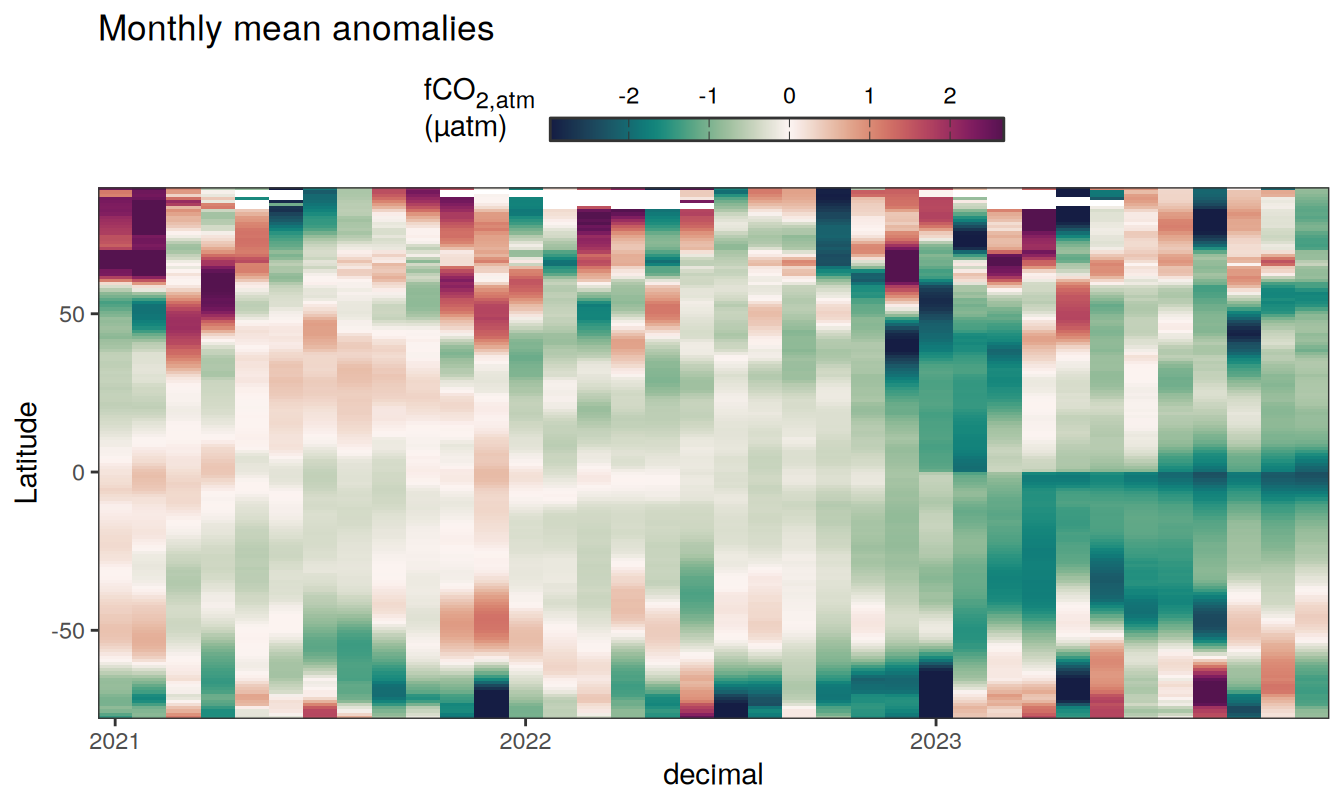 Monthly mean anomalies
fCO2,atm
(µatm)
-2 -1 0 1 2
Latitude
50
0
-50
2021 2022 2023
decimal